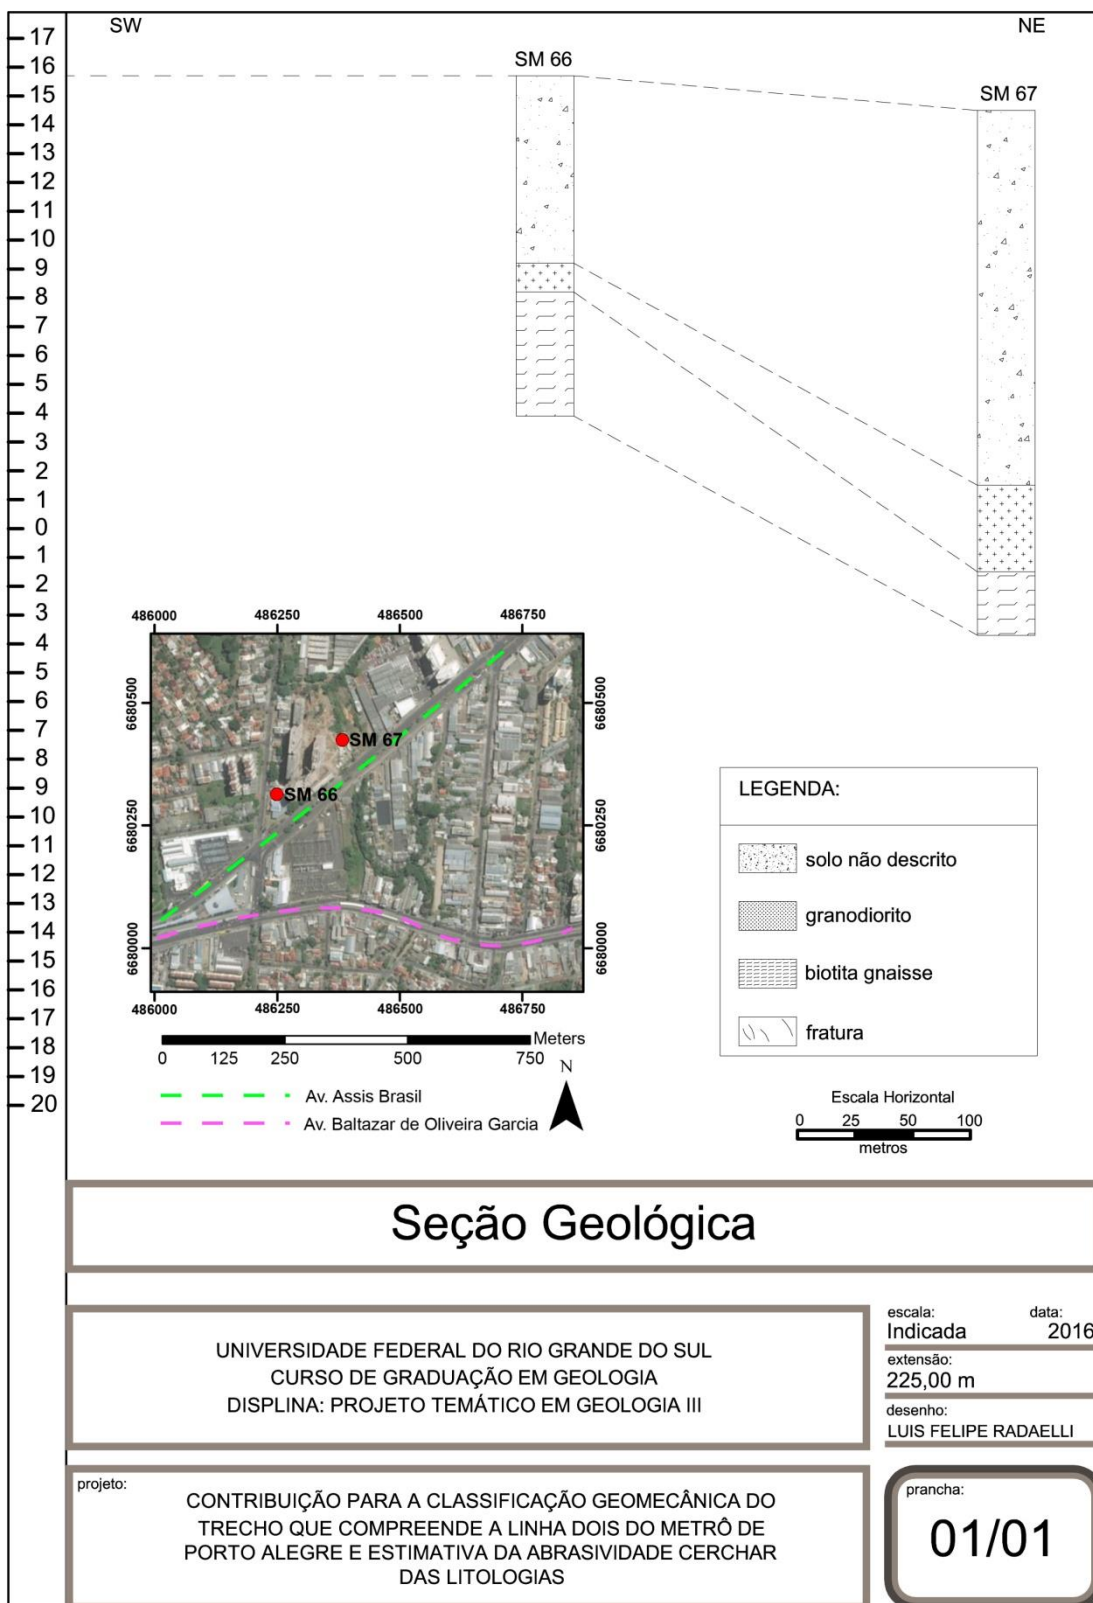 SW
NE
17
16
15
14
13
12
11
10
9
8
7
6
5
4
3
2
1
0
1
2
3
4
5
6
7
8
9
10
11
12
13
14
15
16
17
18
19
20
SM 66
SM 67
486000
486250
486500
486750
6680500
6680250
6680000
6680500
6680250
6680000
SM 67
SM 66
486000
486250
486500
486750
Meters
0
125
250
500
750
N
Av. Assis Brasil
Av. Baltazar de Oliveira Garcia
LEGENDA:
solo não descrito
granodiorito
biotita gnaisse
fratura
Escala Horizontal
0
25
50
100
metros
Seção Geológica
UNIVERSIDADE FEDERAL DO RIO GRANDE DO SUL
CURSO DE GRADUAÇÃO EM GEOLOGIA
DISPLINA: PROJETO TEMÁTICO EM GEOLOGIA III
escala:
data:
Indicada
2016
extensão:
225,00 m
desenho:
LUIS FELIPE RADAELLI
projeto:
CONTRIBUIÇÃO PARA A CLASSIFICAÇÃO GEOMECÂNICA DO
TRECHO QUE COMPREENDE A LINHA DOIS DO METRÔ DE
PORTO ALEGRE E ESTIMATIVA DA ABRASIVIDADE CERCHAR
DAS LITOLOGIAS
prancha:
01/01